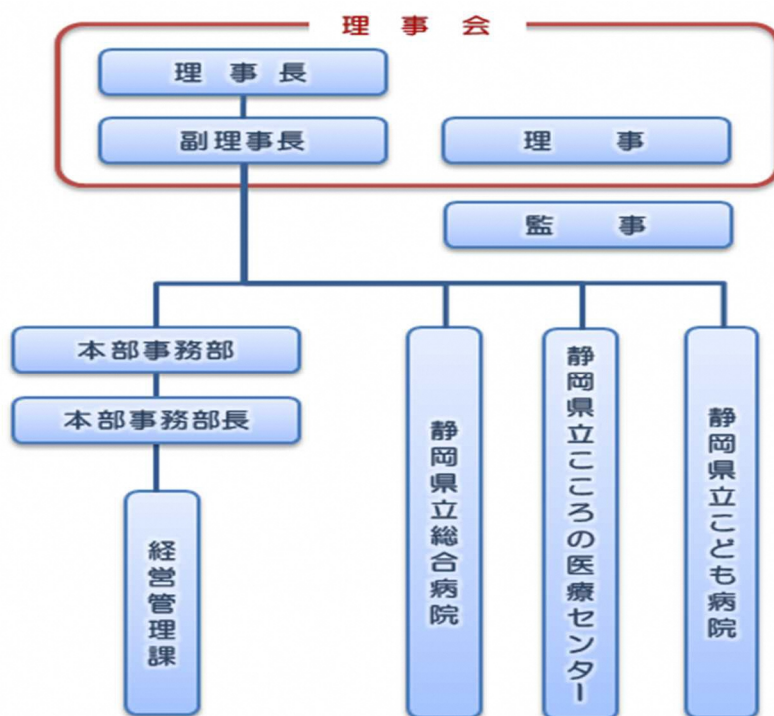 理事会
理事長
副理事長
理事
監事
本部事務部
本部事務部長
経営管理課
静岡県立総合病院
静岡県立こころの医療センター
静岡県立こども病院